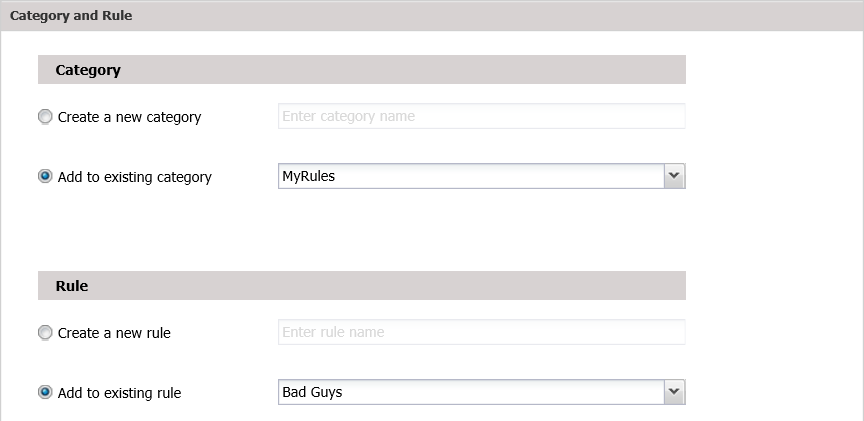 Category and Rule
Category
Create a new category
Enter category name
Add to existing category
MyRules
Rule
Create a new rule
Enter rule name
Add to existing rule
Bad Guys